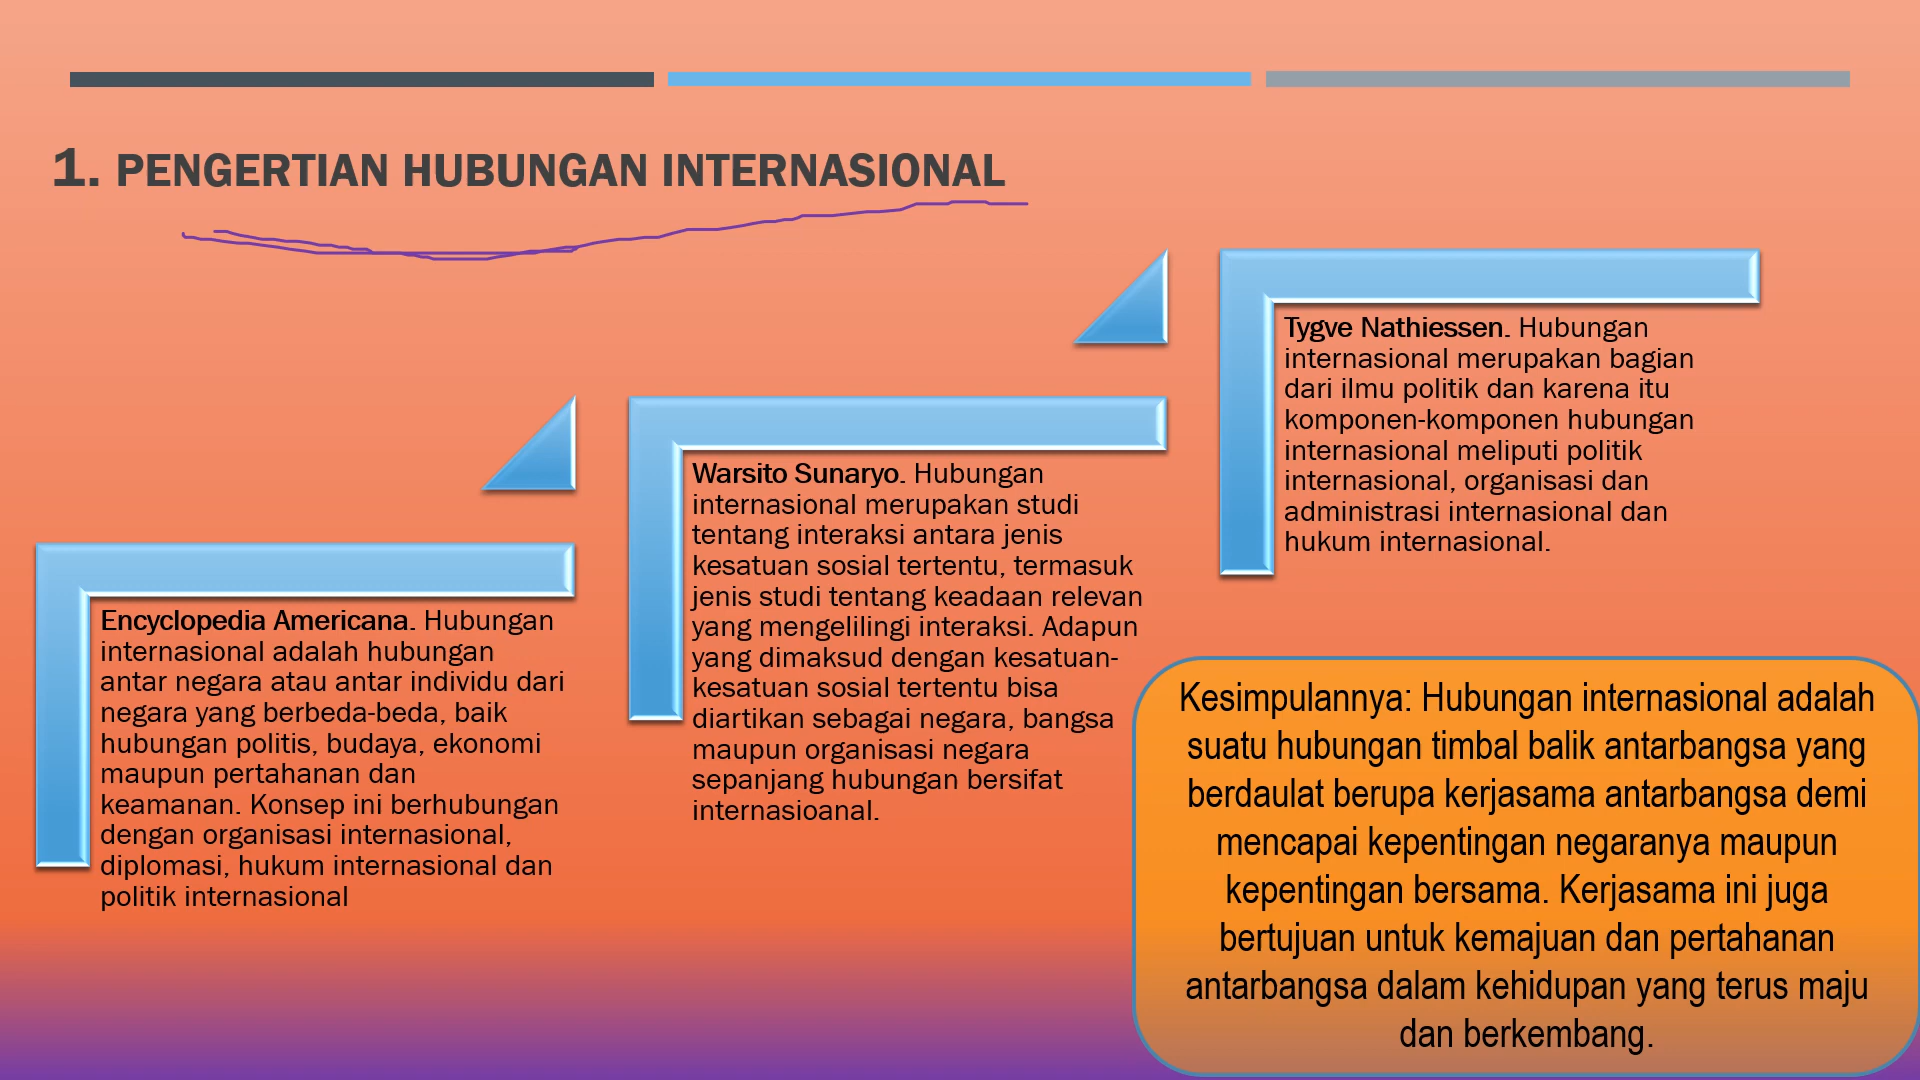 1. PENGERTIAN HUBUNGAN INTERNASIONAL
Encyclopedia Americana. Hubungan
internasional adalah hubungan
antar negara atau antar individu dari
negara yang berbeda-beda, baik
hubungan politis, budaya, ekonomi
maupun pertahanan dan
keamanan. Konsep ini berhubungan
dengan organisasi internasional,
diplomasi, hukum internasional dan
politik internasional
Warsito Sunaryo. Hubungan
internasional merupakan studi
tentang interaksi antara jenis
kesatuan sosial tertentu, termasuk
jenis studi tentang keadaan relevan
yang mengelilingi interaksi. Adapun
yang dimaksud dengan kesatuan-
kesatuan sosial tertentu bisa
diartikan sebagai negara, bangsa
maupun organisasi negara
sepanjang hubungan bersifat
internasioanal.
Tygve Nathiessen. Hubungan
internasional merupakan bagian
dari ilmu politik dan karena itu
komponen-komponen hubungan
internasional meliputi politik
internasional, organisasi dan
administrasi internasional dan
hukum internasional.
Kesimpulannya: Hubungan internasional adalah
suatu hubungan timbal balik antarbangsa yang
berdaulat berupa kerjasama antarbangsa demi
mencapai kepentingan negaranya maupun
kepentingan bersama. Kerjasama ini juga
bertujuan untuk kemajuan dan pertahanan
antarbangsa dalam kehidupan yang terus maju
dan berkembang.